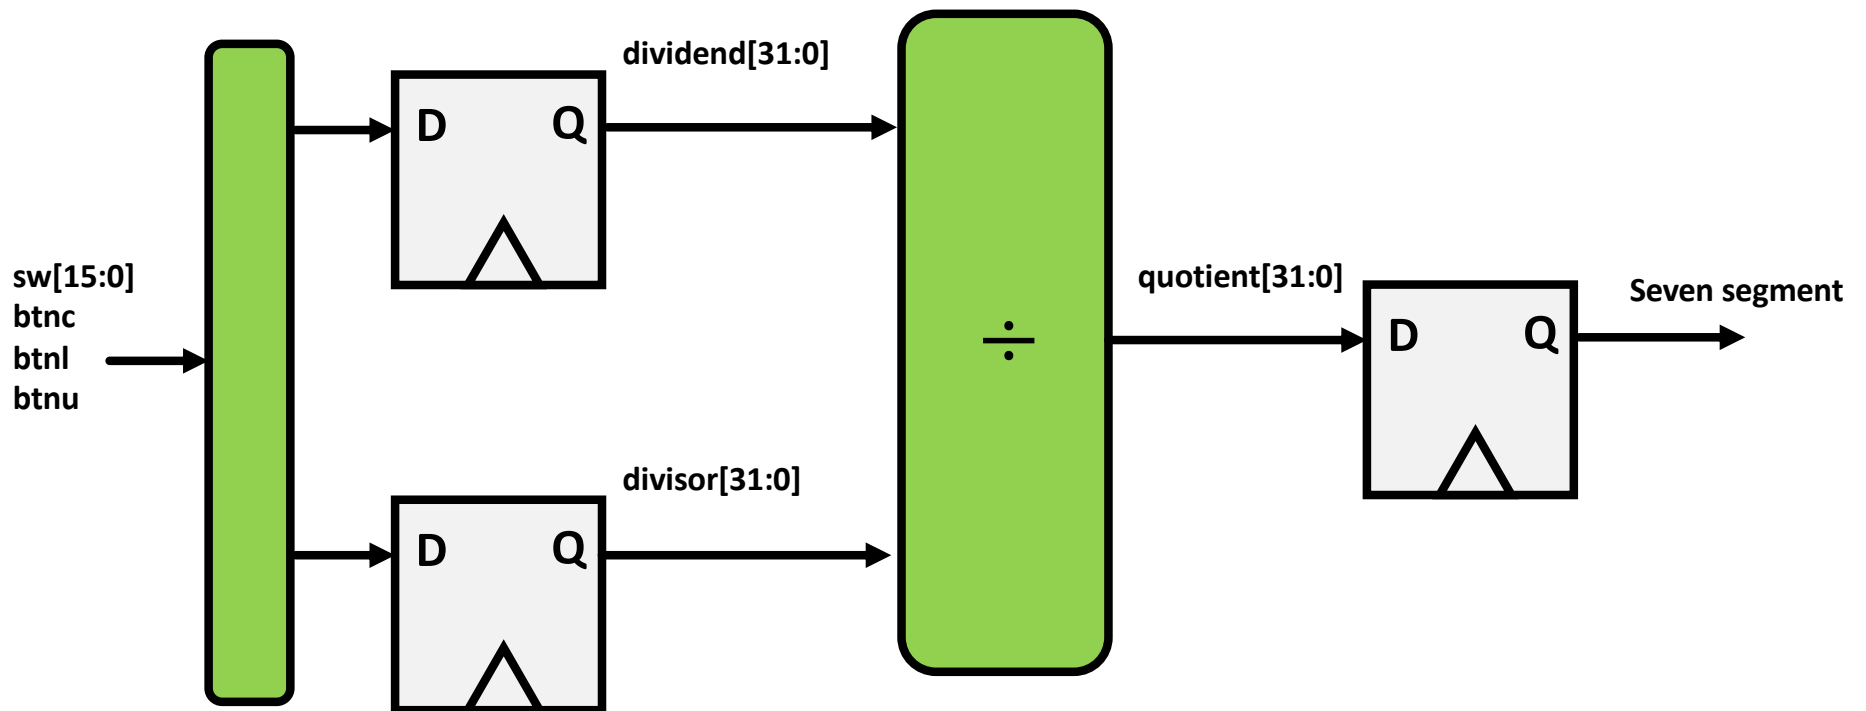 dividend[31:0]
D Q
sw[15:0]
btnc
btnl
btnu
÷
quotient[31:0]
Seven segment
D Q
divisor[31:0]
D Q